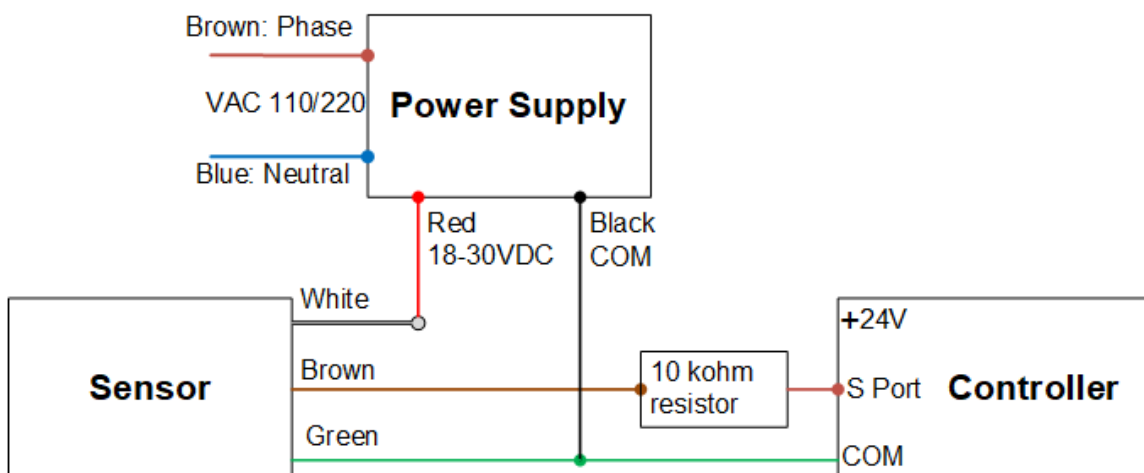 Brown: Phase
VAC 110/220
Power Supply
Blue: Neutral
Red
18-30VDC
Black
COM
White
+24V
Sensor
Brown
10 kohm
resistor
S Port
Controller
Green
COM